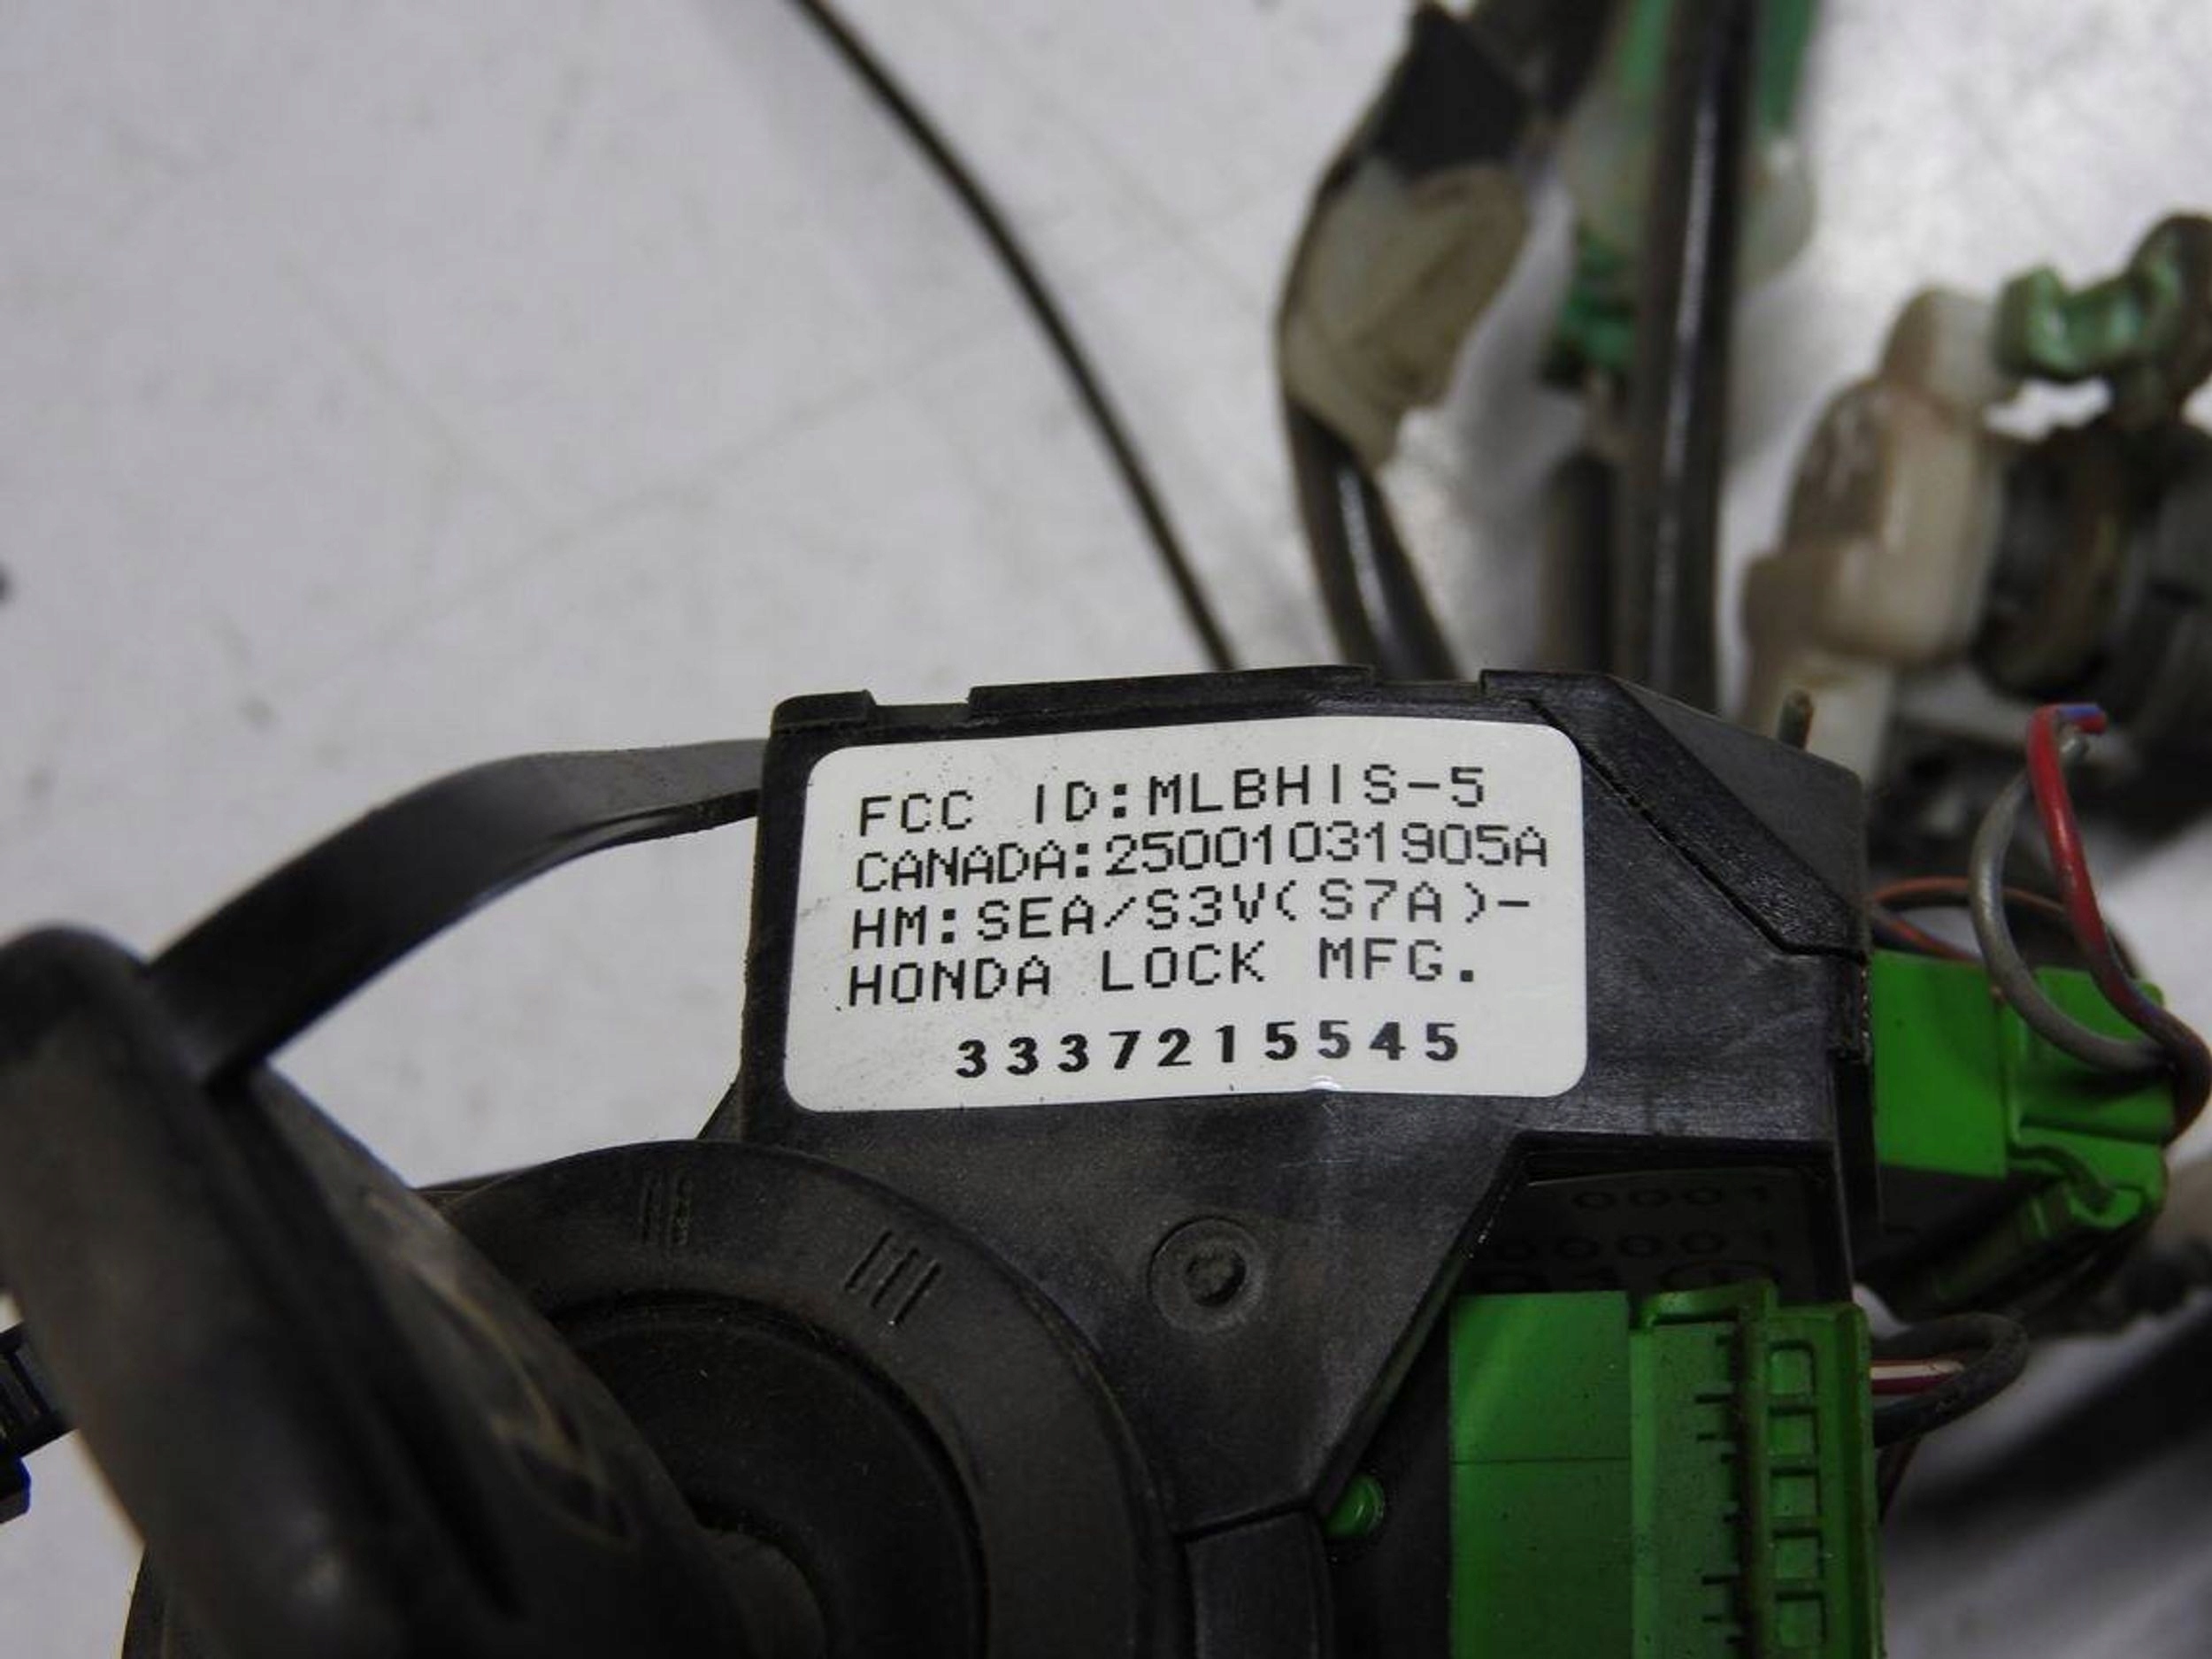 FCC ID:MLBHIS-5
CANADA:25001031905A
HM:SEA/S3V(S7A)-
HONDA LOCK MFG.
3337215545